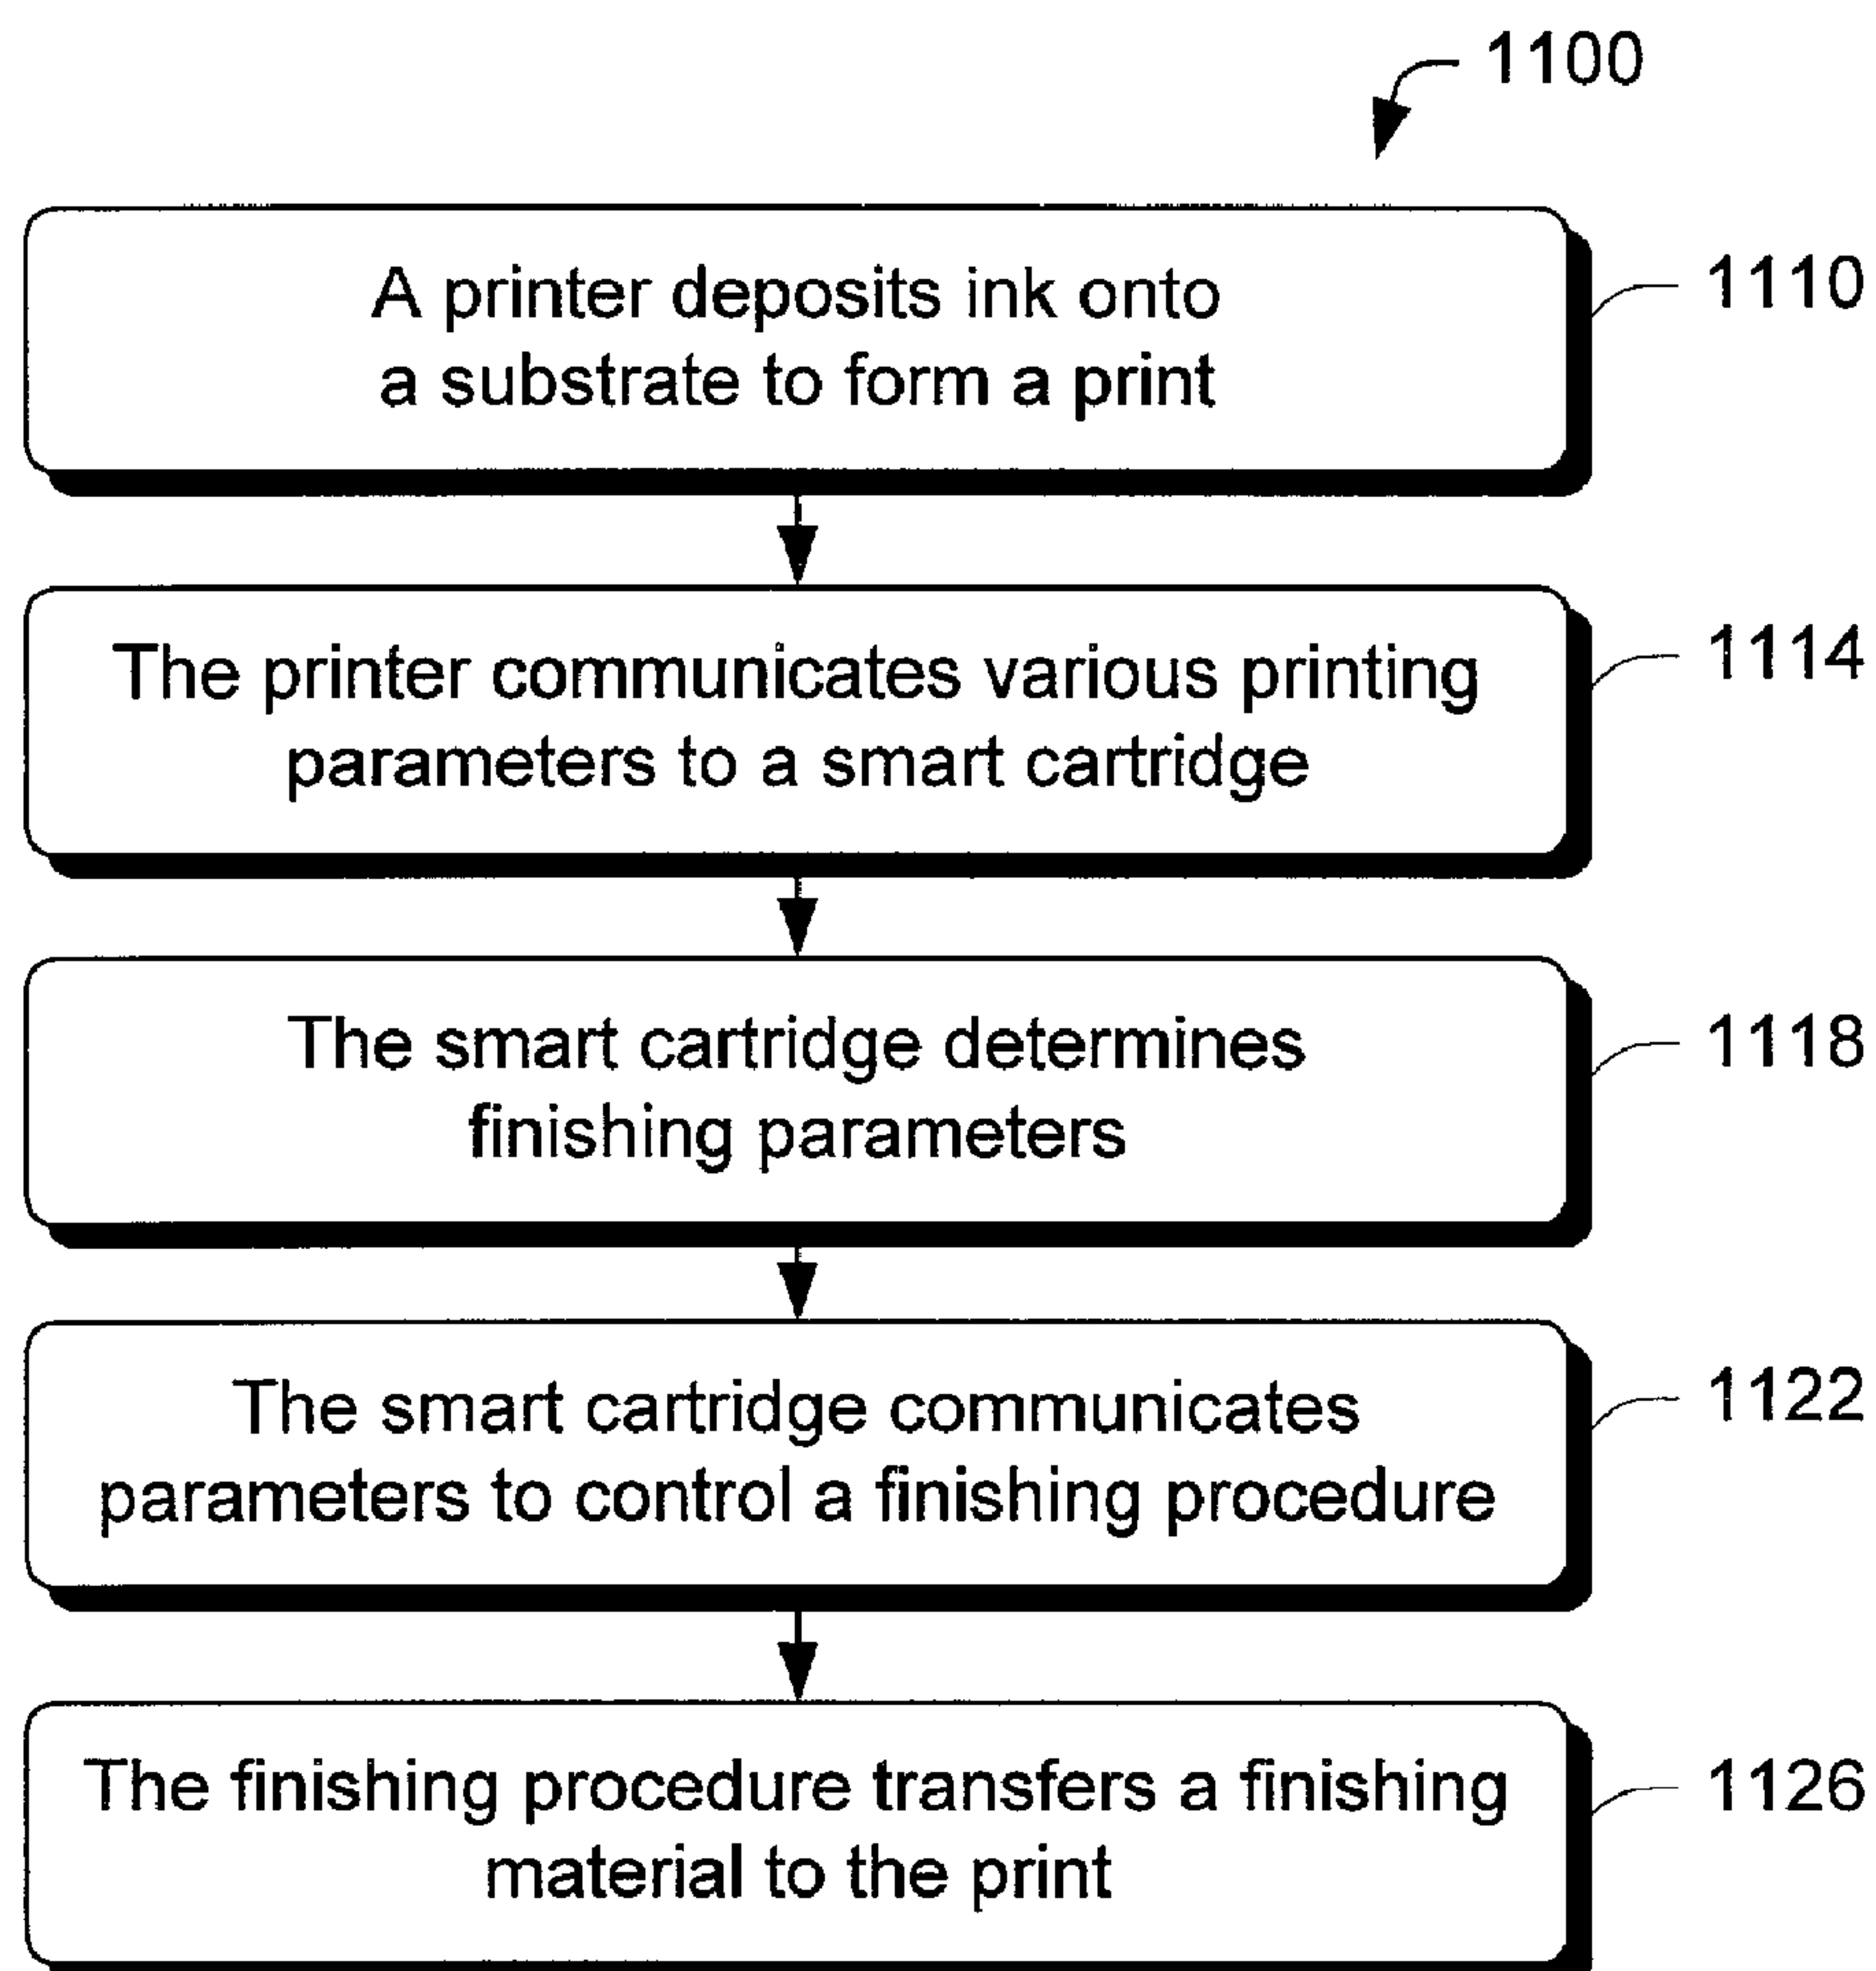 1100
A printer deposits ink onto
a substrate to form a print
1110
The printer communicates various printing
parameters to a smart cartridge
1114
The smart cartridge determines
finishing parameters
1118
The smart cartridge communicates
parameters to control a finishing procedure
1122
The finishing procedure transfers a finishing
material to the print
1126